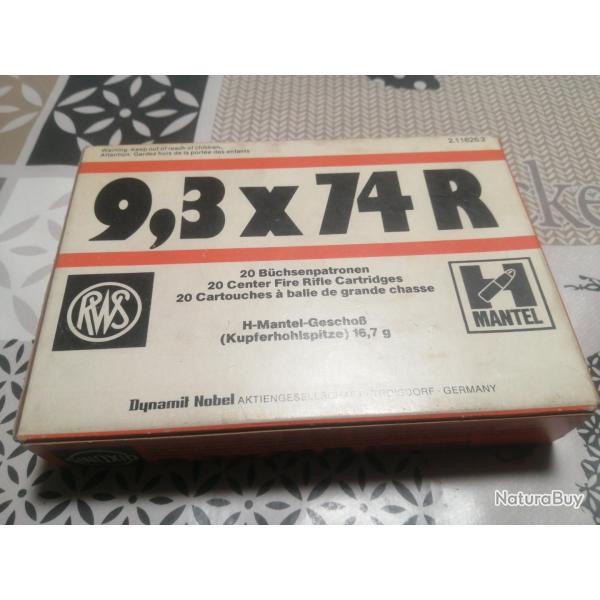 Warning: keep out of reach of children.
Attention: Gardez hors de la portée des enfants
2 11826 2
9,3 x 74 R
20 Büchsenpatronen
20 Center Fire Rifle Cartridges
20 Cartouches à balle de grande chasse
RWS
H
MANTEL
H-Mantel-Geschoß
(Kupferhohlspitze) 16,7 g
Dynamit Nobel AKTIENGESELLSCHAFT · TROISDORF · GERMANY
NaturaBuy